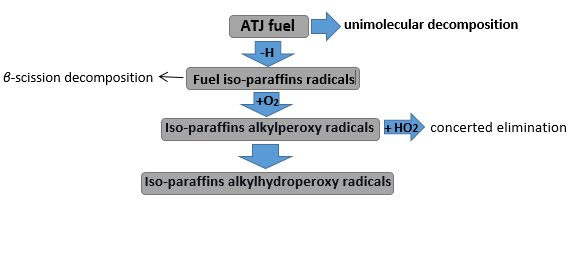 ATJ fuel unimolecular decomposition
-H
β-scission decomposition Fuel iso-paraffins radicals
+O₂
Iso-paraffins alkylperoxy radicals + HO2 concerted elimination
Iso-paraffins alkylhydroperoxy radicals